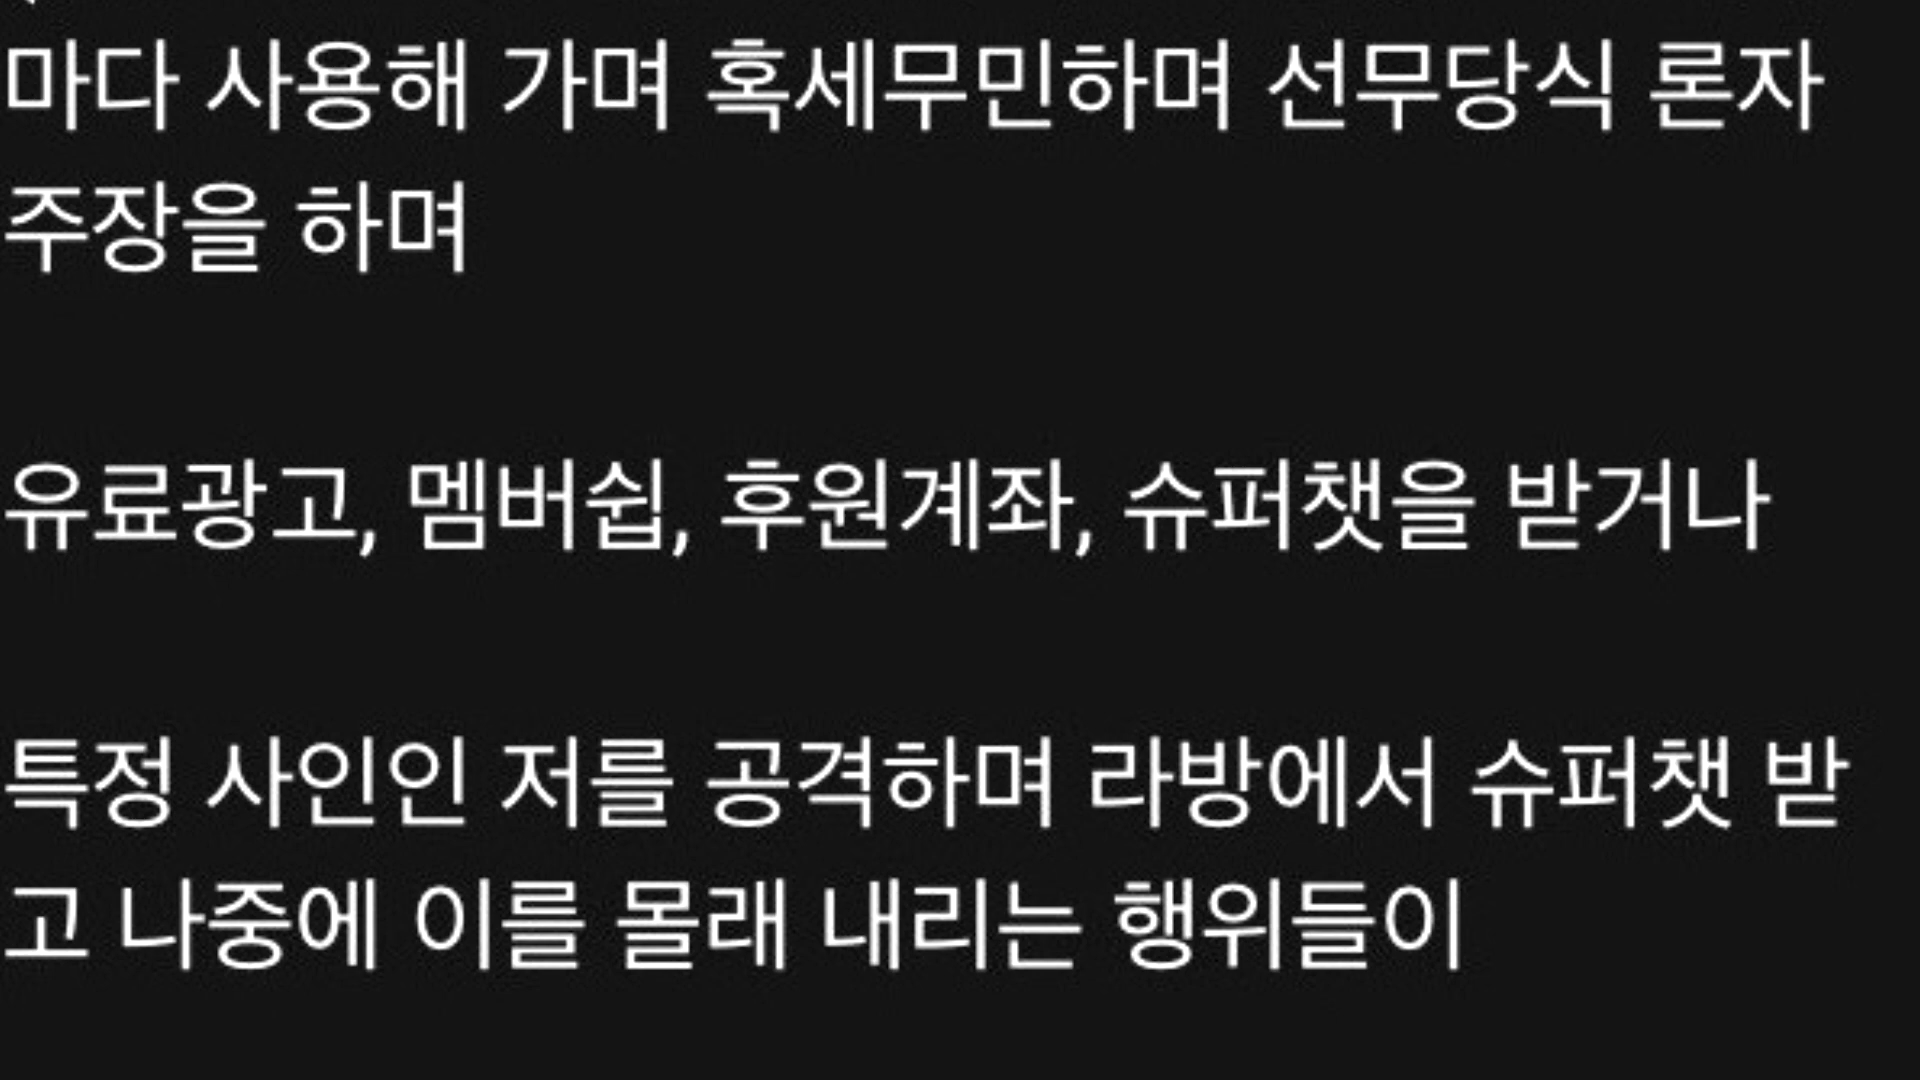 마다 사용해 가며 혹세무민하며 선무당식 론자
주장을 하며
유료광고, 멤버쉽, 후원계좌, 슈퍼챗을 받거나
특정 사인인 저를 공격하며 라방에서 슈퍼챗 받
고 나중에 이를 몰래 내리는 행위들이